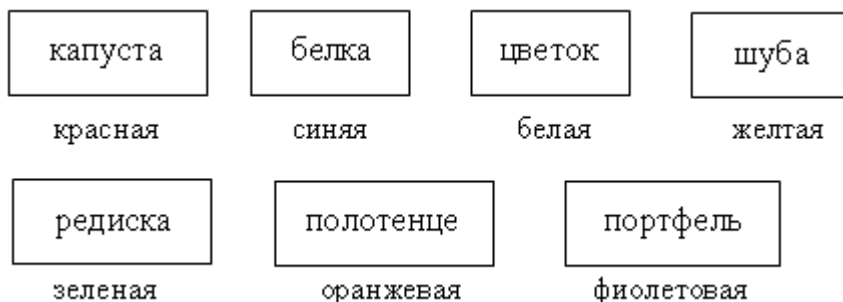 капуста белка цветок шуба
красная синяя белая желтая
редиска полотенце портфель
зеленая оранжевая фиолетовая